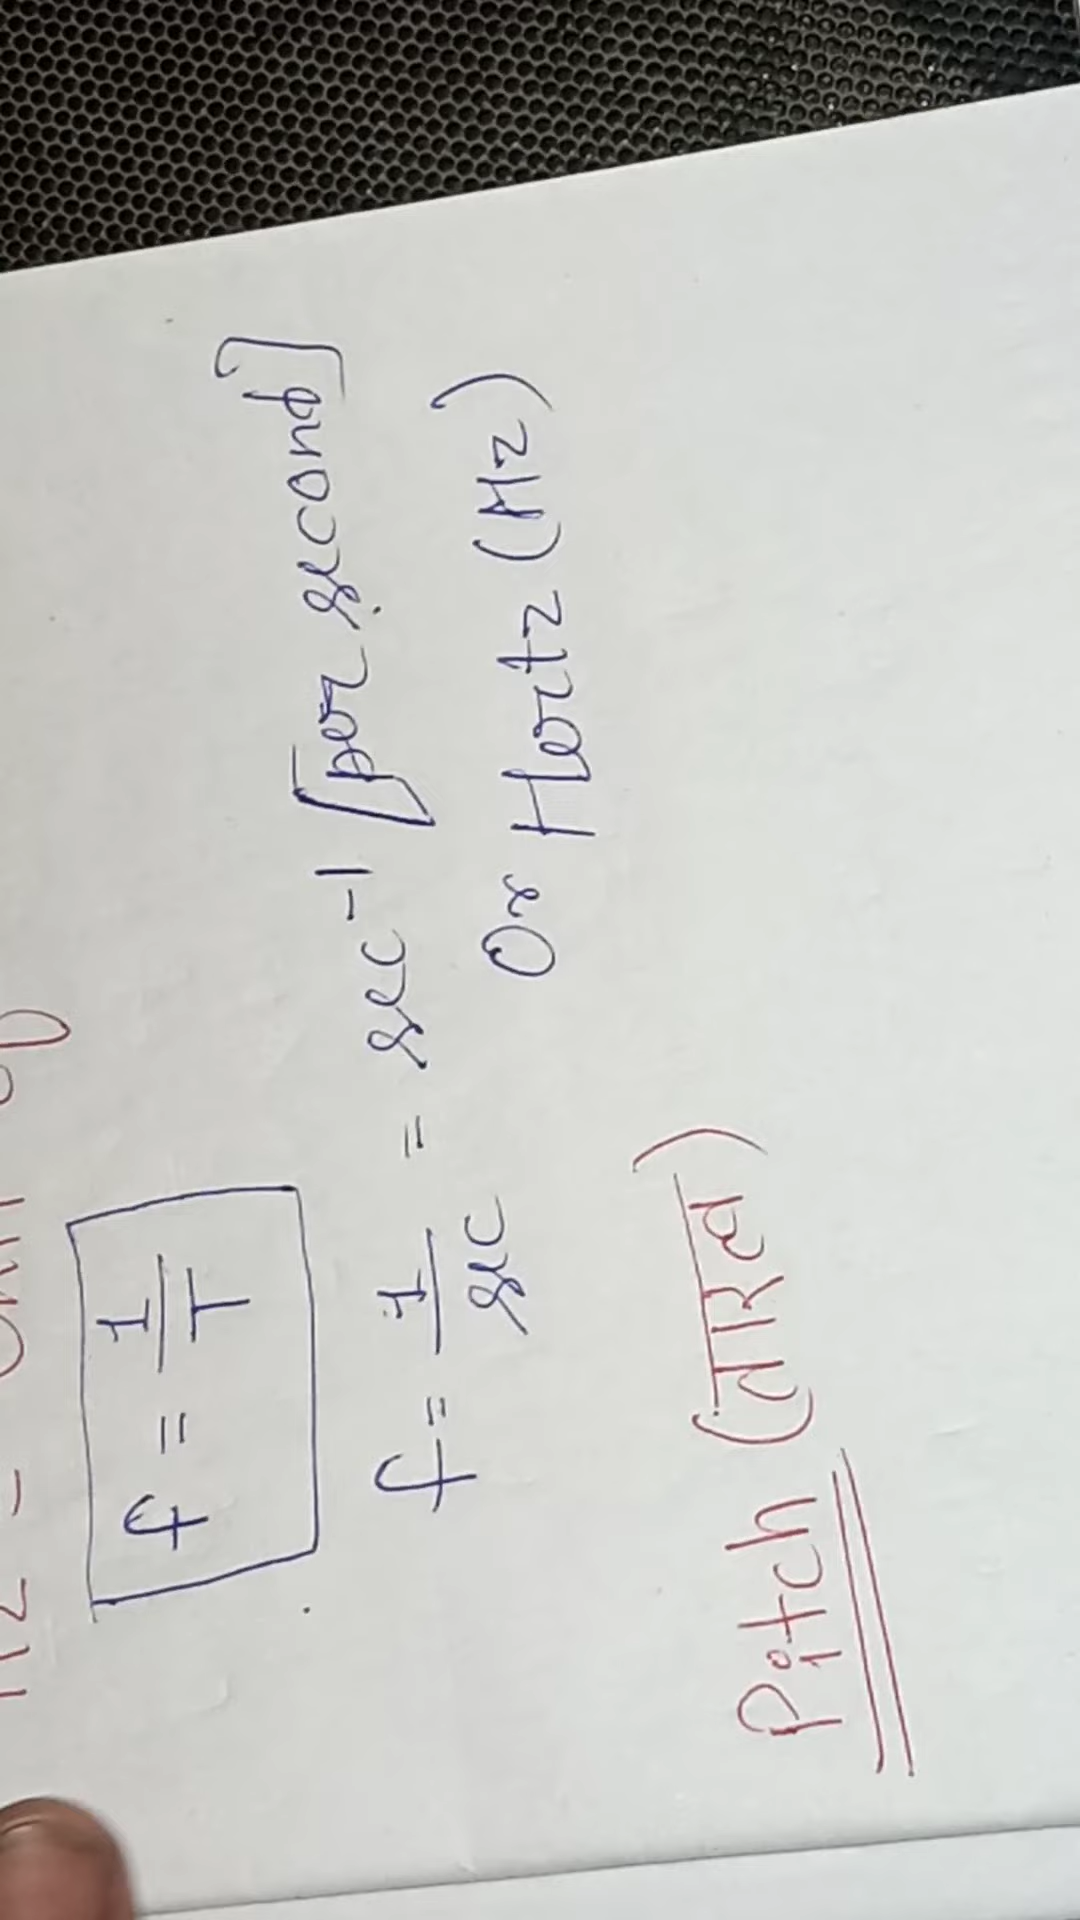 f = 1/T
f = 1/sec = sec⁻¹ [per second]
Or Hertz (Hz)
Pitch (तारत्व)